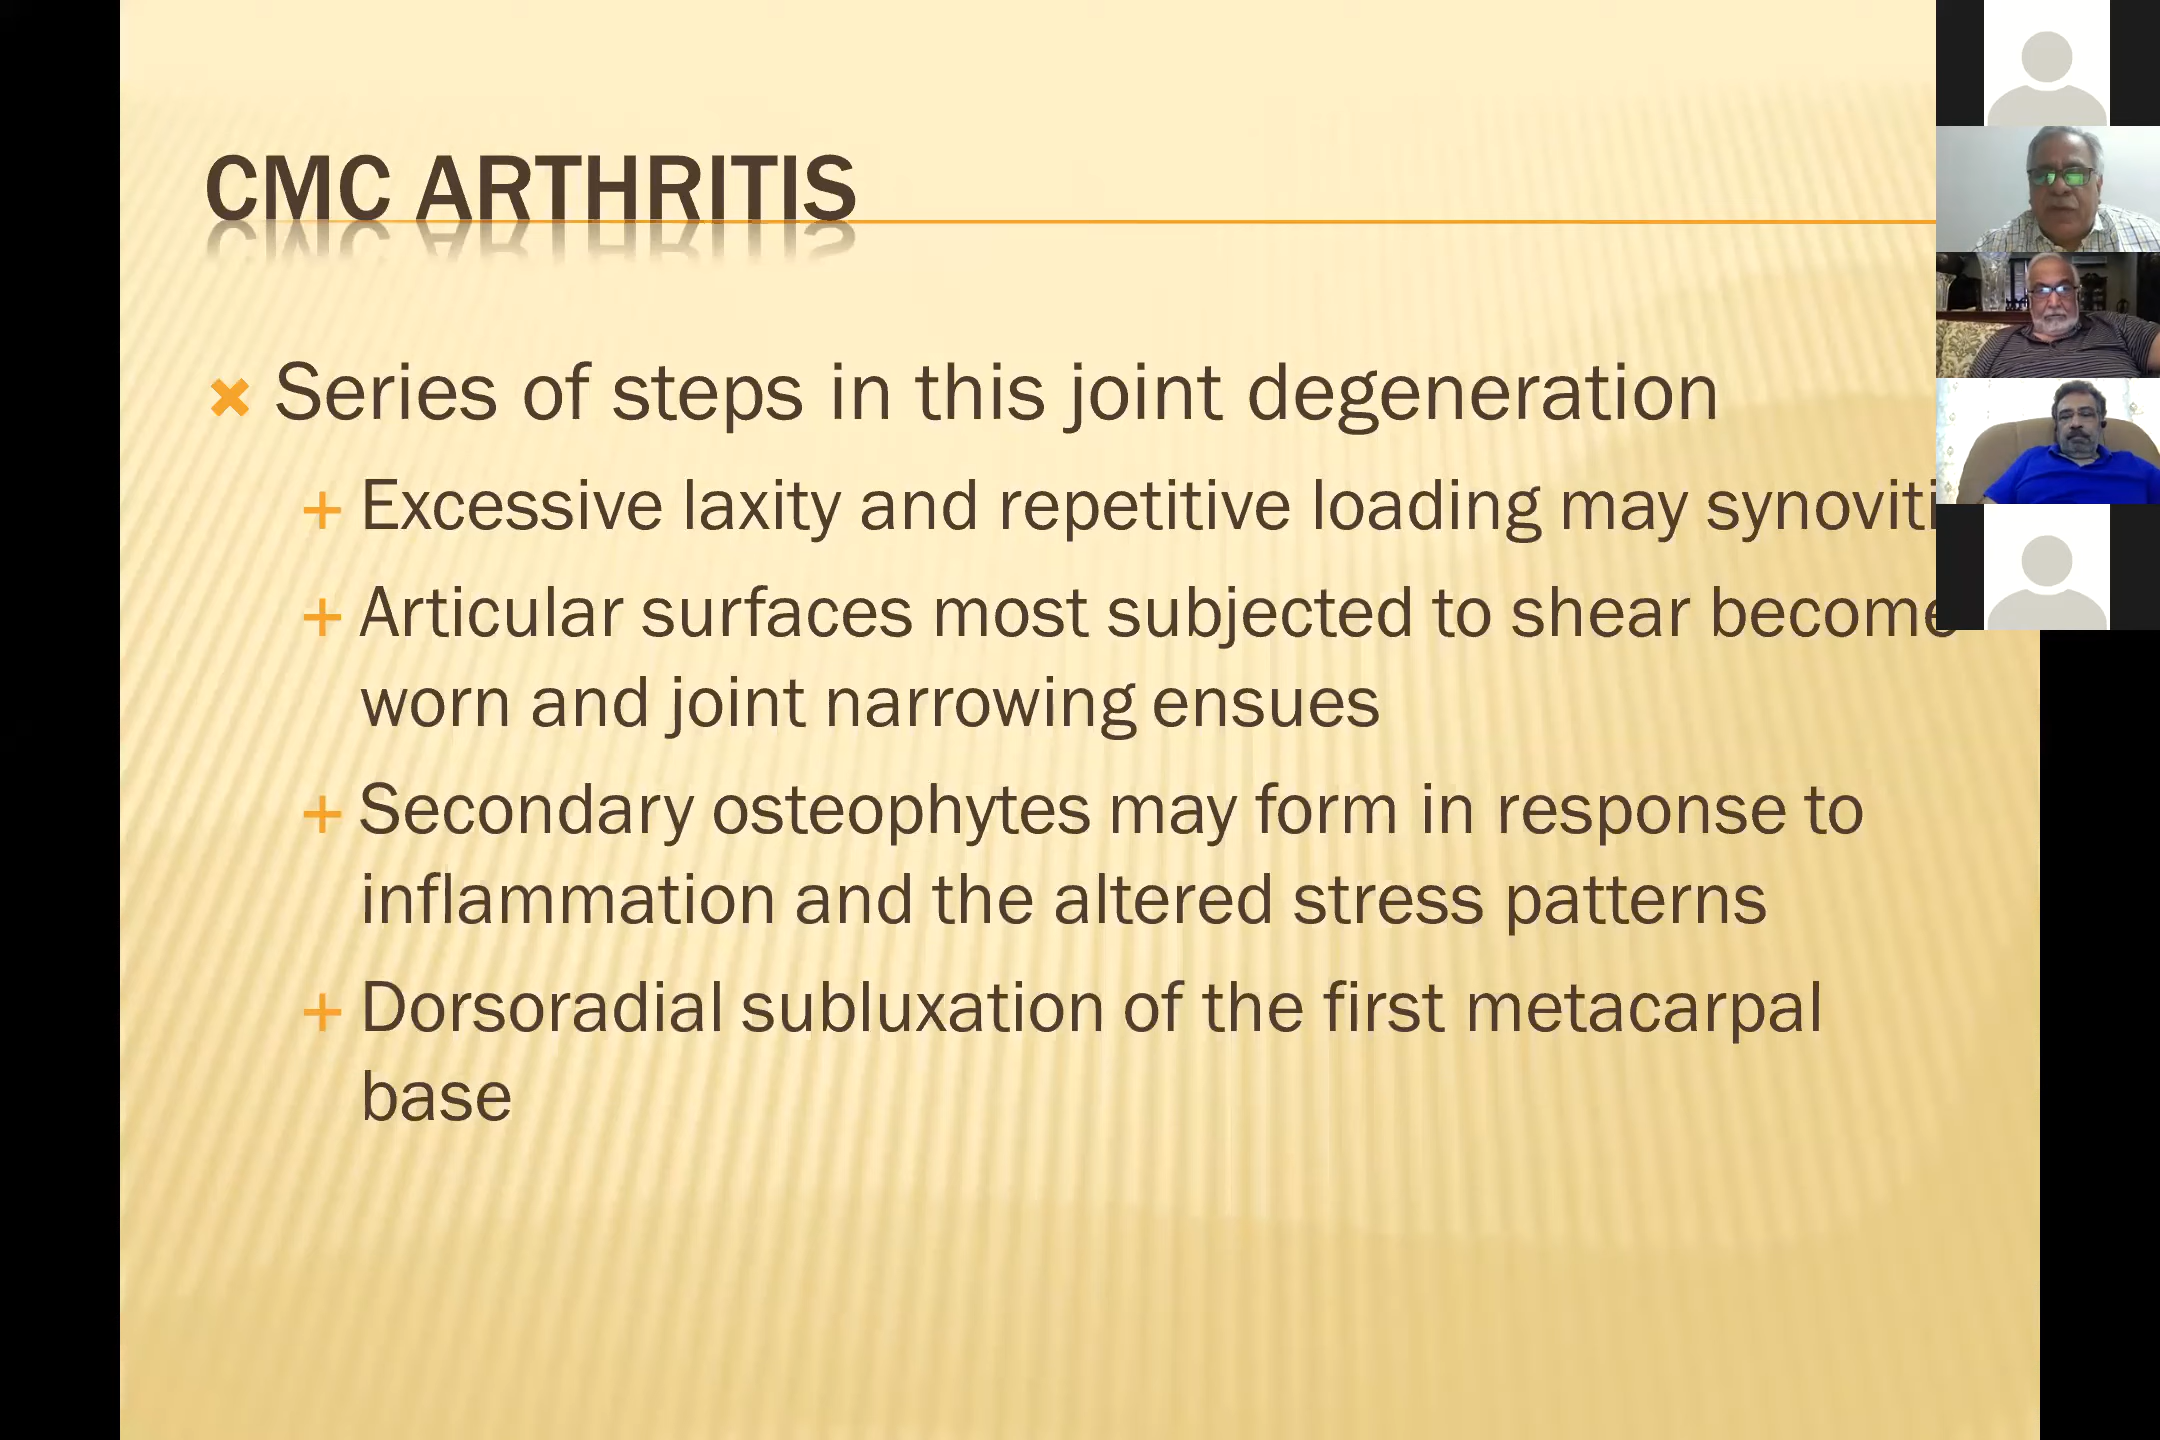 CMC ARTHRITIS
Series of steps in this joint degeneration
Excessive laxity and repetitive loading may synoviti
Articular surfaces most subjected to shear become
worn and joint narrowing ensues
Secondary osteophytes may form in response to
inflammation and the altered stress patterns
Dorsoradial subluxation of the first metacarpal
base